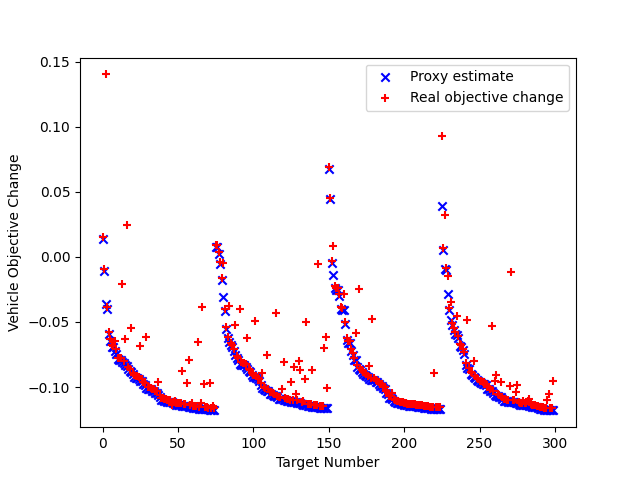 Proxy estimate
Real objective change
0.15
0.10
0.05
0.00
−0.05
−0.10
Vehicle Objective Change
0 50 100 150 200 250 300
Target Number